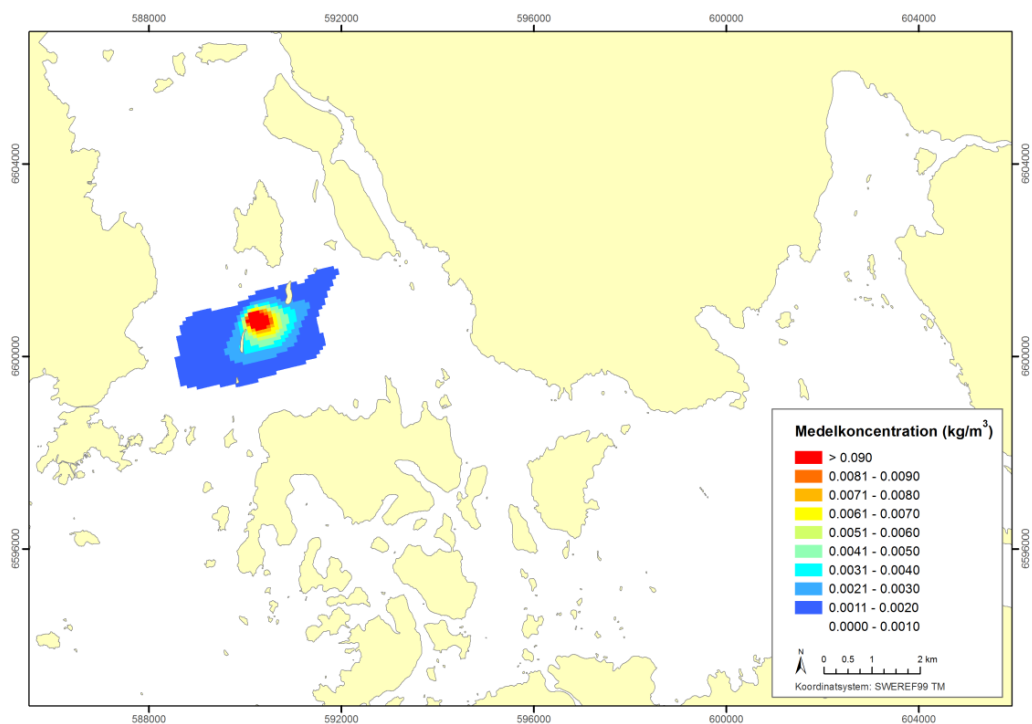 588000 592000 596000 600000 604000
6604000 6604000
6600000 6600000
6596000 6596000
Medelkoncentration (kg/m³)
> 0.090
0.0081 - 0.0090
0.0071 - 0.0080
0.0061 - 0.0070
0.0051 - 0.0060
0.0041 - 0.0050
0.0031 - 0.0040
0.0021 - 0.0030
0.0011 - 0.0020
0.0000 - 0.0010
N
0 0.5 1 2 km
Koordinatsystem: SWEREF99 TM
588000 592000 596000 600000 604000